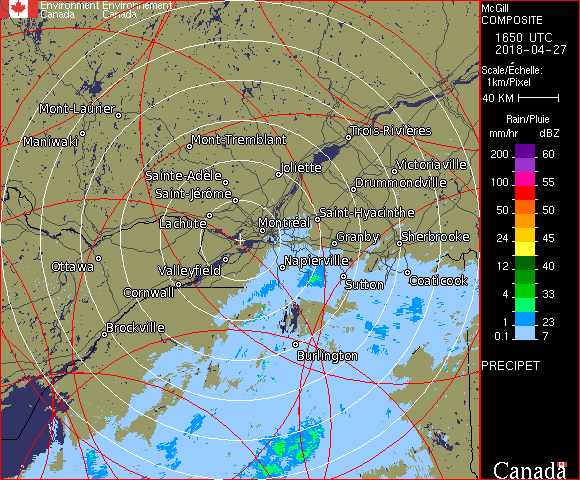 Environment Environnement
Canada Canada
McGill
COMPOSITE
1650 UTC
2018-04-27
Scale/Échelle:
1km/Pixel
40 KM
Rain/Pluie
mm/hr dBZ
200 60
100 55
50 50
24 45
12 40
4 33
1 23
0.1 7
PRECIPET
Canada
Mont-Laurier
Maniwaki
Mont-Tremblant
Trois-Rivières
Sainte-Adèle
Joliette
Victoriaville
Saint-Jérôme
Drummondville
Lachute
Montréal
Saint-Hyacinthe
Granby
Sherbrooke
Ottawa
Valleyfield
Napierville
Cornwall
Sutton
Coaticook
Brockville
Burlington